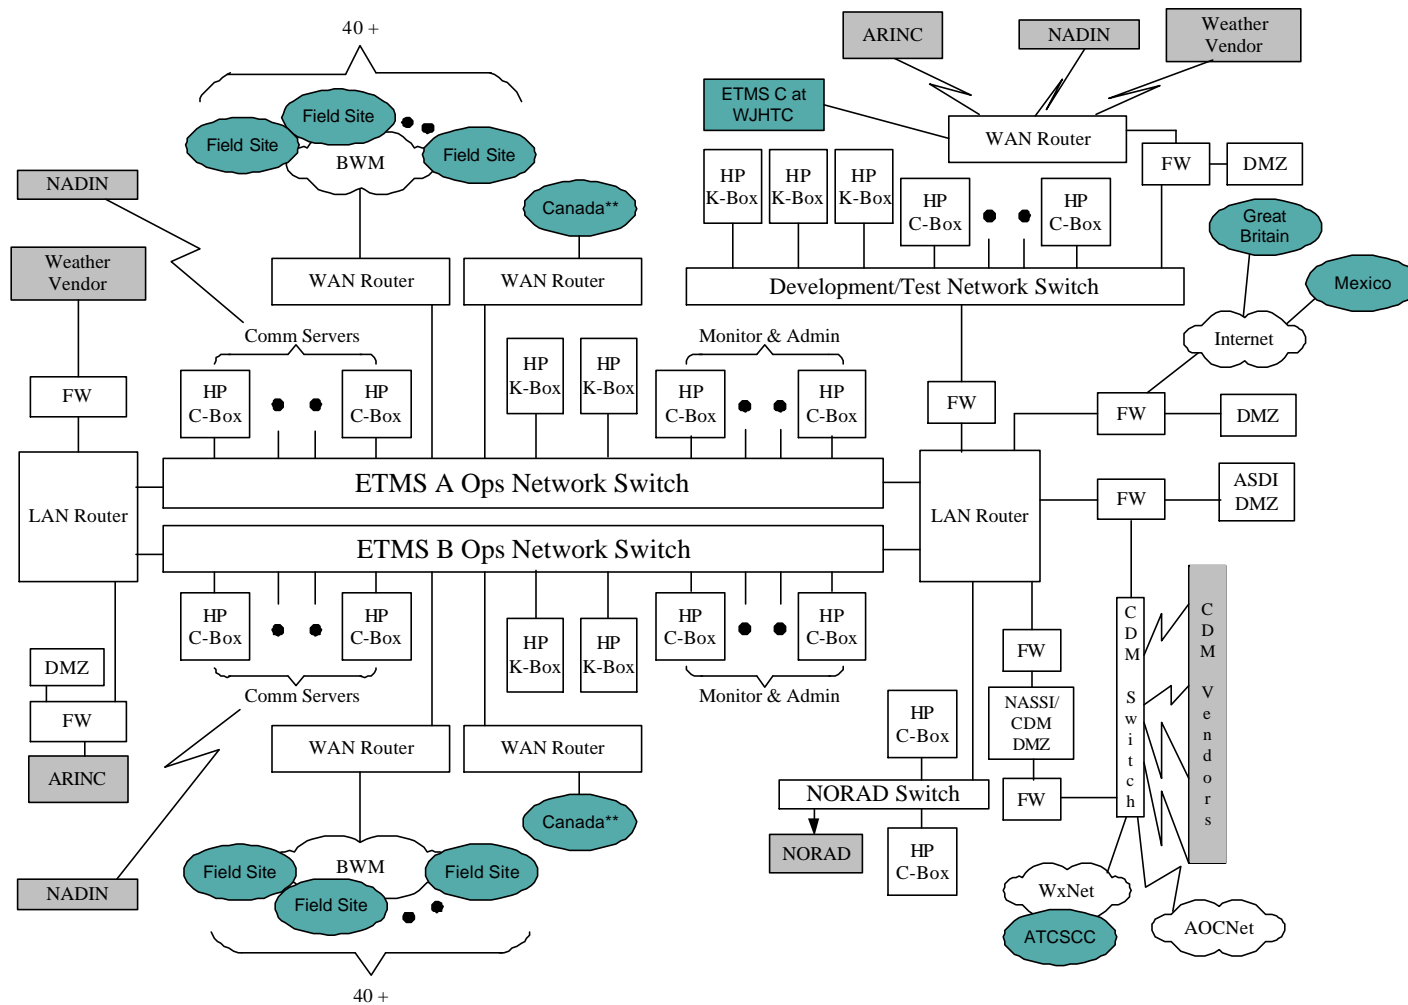 40 +
Field Site
Field Site
Field Site
BWM
NADIN
Canada**
Weather
Vendor
WAN Router
WAN Router
Comm Servers
FW
HP
C-Box
HP
C-Box
HP
K-Box
HP
K-Box
Monitor & Admin
HP
C-Box
HP
C-Box
ARINC
NADIN
Weather
Vendor
ETMS C at
WJHTC
WAN Router
FW
DMZ
HP
K-Box
HP
K-Box
HP
K-Box
HP
C-Box
HP
C-Box
Development/Test Network Switch
Great
Britain
Mexico
Internet
FW
FW
DMZ
LAN Router
ETMS A Ops Network Switch
ETMS B Ops Network Switch
LAN Router
FW
ASDI
DMZ
HP
C-Box
HP
C-Box
HP
K-Box
HP
K-Box
HP
C-Box
HP
C-Box
Comm Servers
Monitor & Admin
DMZ
FW
ARINC
WAN Router
WAN Router
Canada**
NADIN
Field Site
BWM
Field Site
Field Site
40 +
HP
C-Box
NORAD Switch
NORAD
HP
C-Box
FW
NASSI/
CDM
DMZ
FW
CDM Switch
CDM Vendors
WxNet
ATCSCC
AOCNet